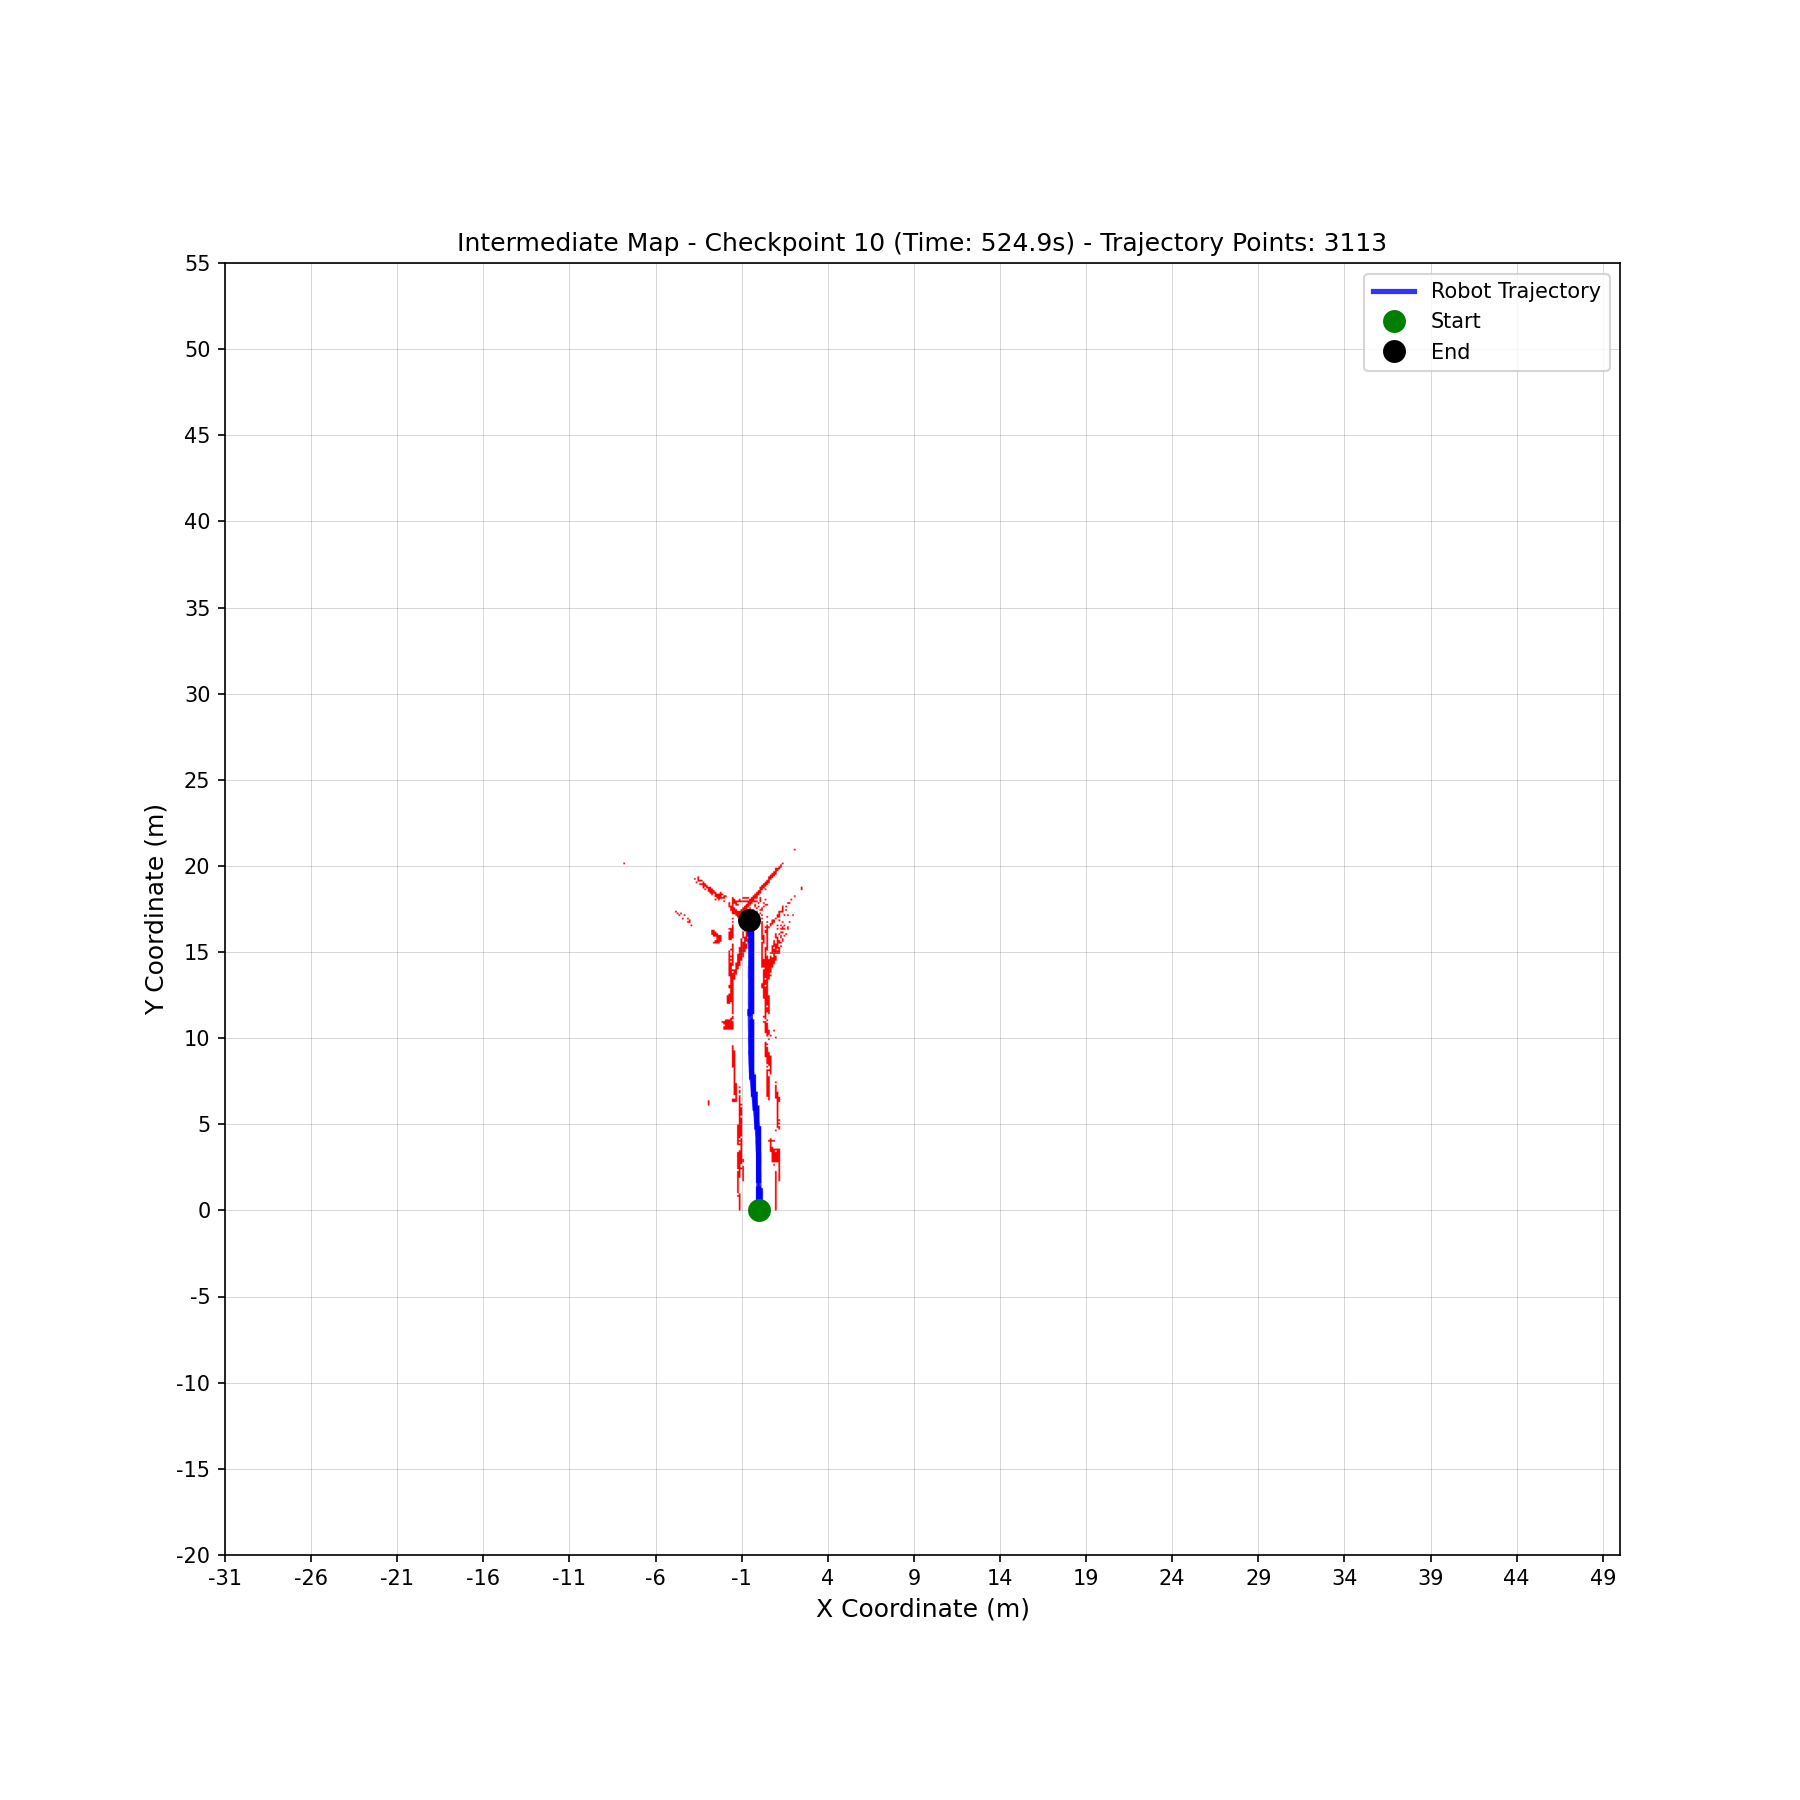 Intermediate Map - Checkpoint 10 (Time: 524.9s) - Trajectory Points: 3113
Robot Trajectory
Start
End
55
50
45
40
35
30
25
20
15
10
5
0
-5
-10
-15
-20
Y Coordinate (m)
-31 -26 -21 -16 -11 -6 -1 4 9 14 19 24 29 34 39 44 49
X Coordinate (m)